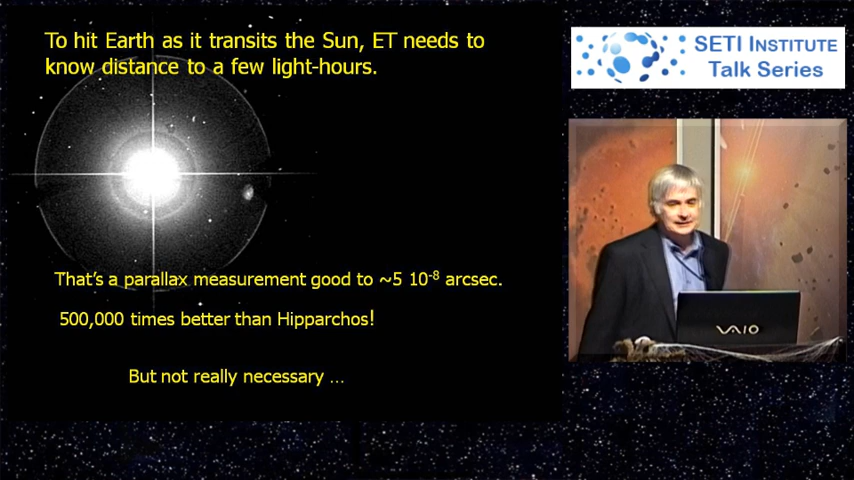 To hit Earth as it transits the Sun, ET needs to
know distance to a few light-hours.
That's a parallax measurement good to ~5 10⁻⁸ arcsec.
500,000 times better than Hipparchos!
But not really necessary ...
SETI INSTITUTE
Talk Series
VAIO